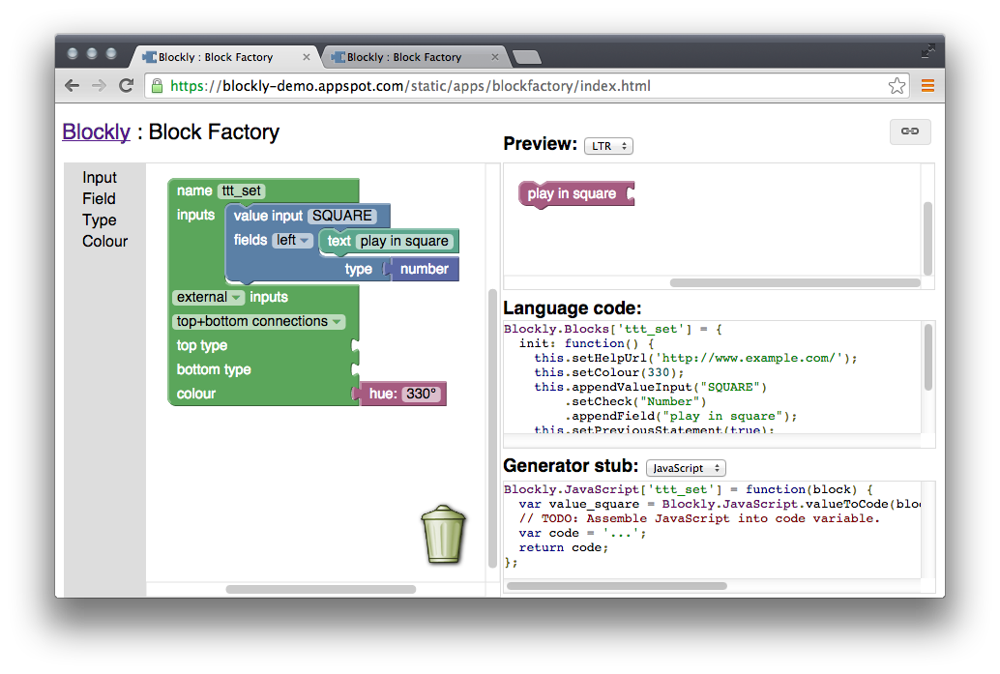 Blockly : Block Factory
Blockly : Block Factory
https://blockly-demo.appspot.com/static/apps/blockfactory/index.html
Blockly : Block Factory
Input
Field
Type
Colour
name ttt_set
inputs value input SQUARE
fields left text play in square
type number
external inputs
top+bottom connections
top type
bottom type
colour hue: 330°
Preview: LTR
play in square
Language code:
Blockly.Blocks['ttt_set'] = {
init: function() {
this.setHelpUrl('http://www.example.com/');
this.setColour(330);
this.appendValueInput("SQUARE")
.setCheck("Number")
.appendField("play in square");
this.setPreviousStatement(true);
Generator stub: JavaScript
Blockly.JavaScript['ttt_set'] = function(block) {
var value_square = Blockly.JavaScript.valueToCode(bloc
// TODO: Assemble JavaScript into code variable.
var code = '...';
return code;
};